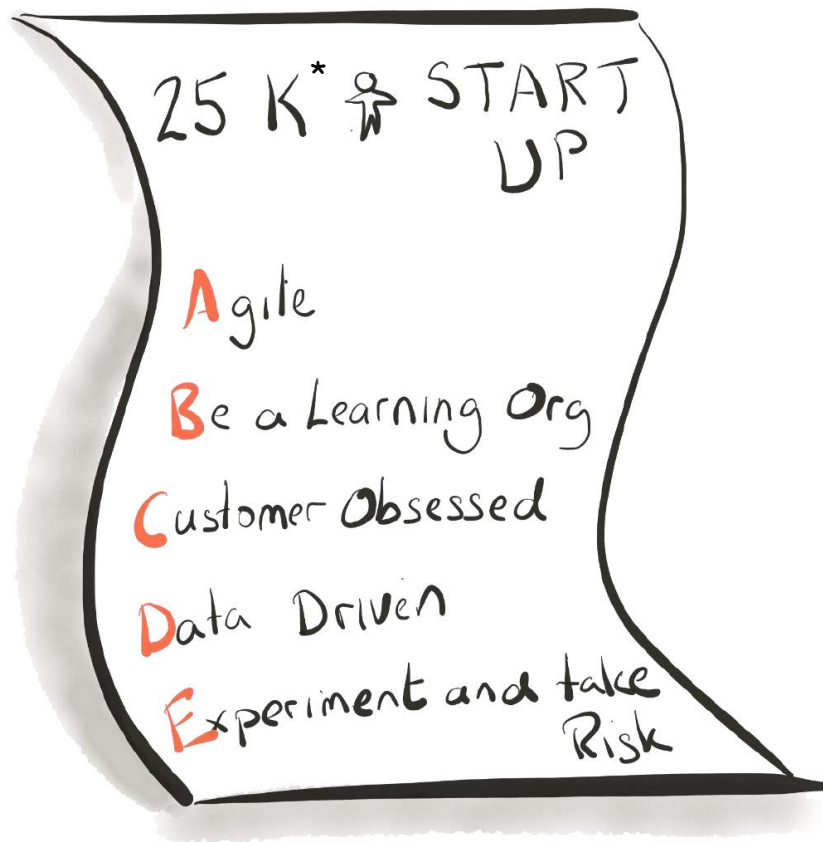 25 K* START
UP
Agile
Be a Learning Org
Customer Obsessed
Data Driven
Experiment and take
Risk